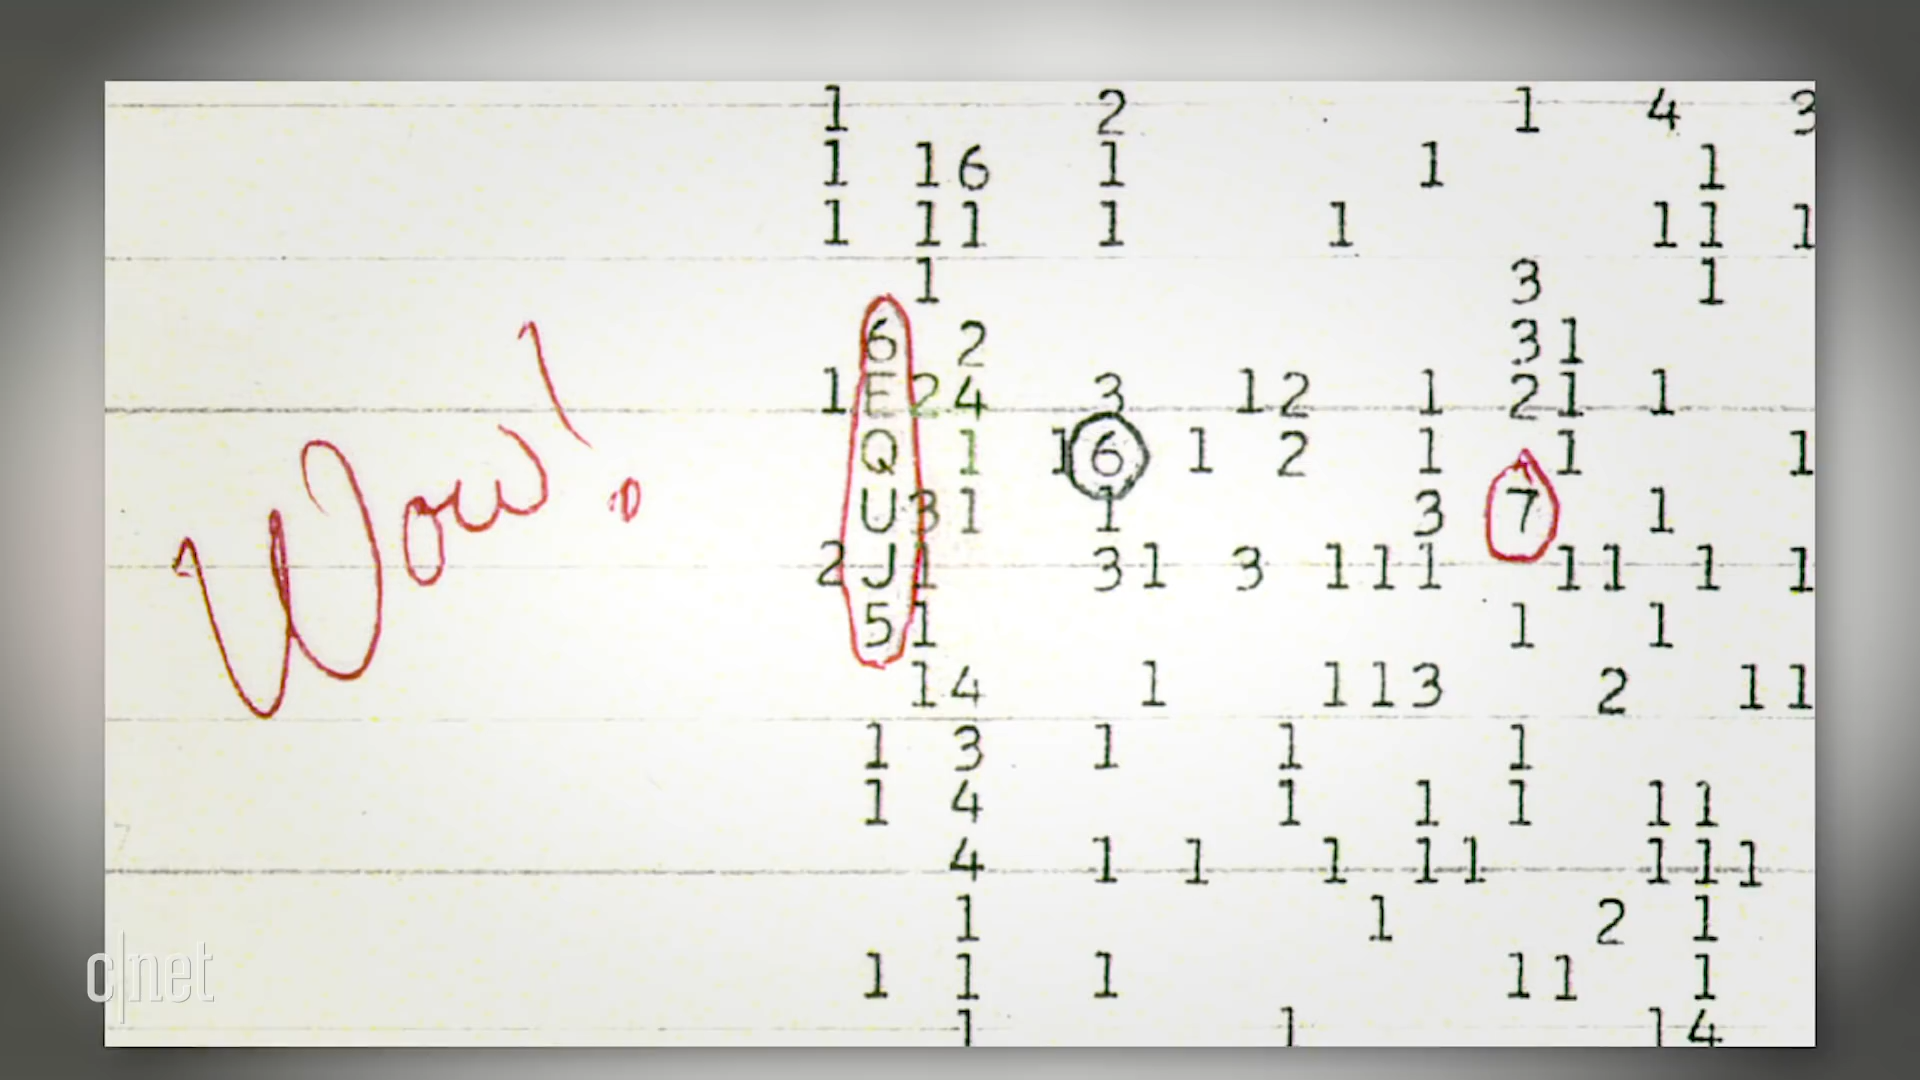 1 2 1 4 3
1 16 1 1 1
1 11 1 1 11 1
1 3 1
6 2 31
1E24 3 12 1 21 1
Q 1 16 1 2 1 1 1
U31 1 3 7 1
2J1 31 3 111 11 1 1
51 1 1
14 1 113 2 11
1 3 1 1 1
1 4 1 1 1 11
4 1 1 1 11 111
1 1 2 1
1 1 1 11 1
1 1 14
Wow!
c|net